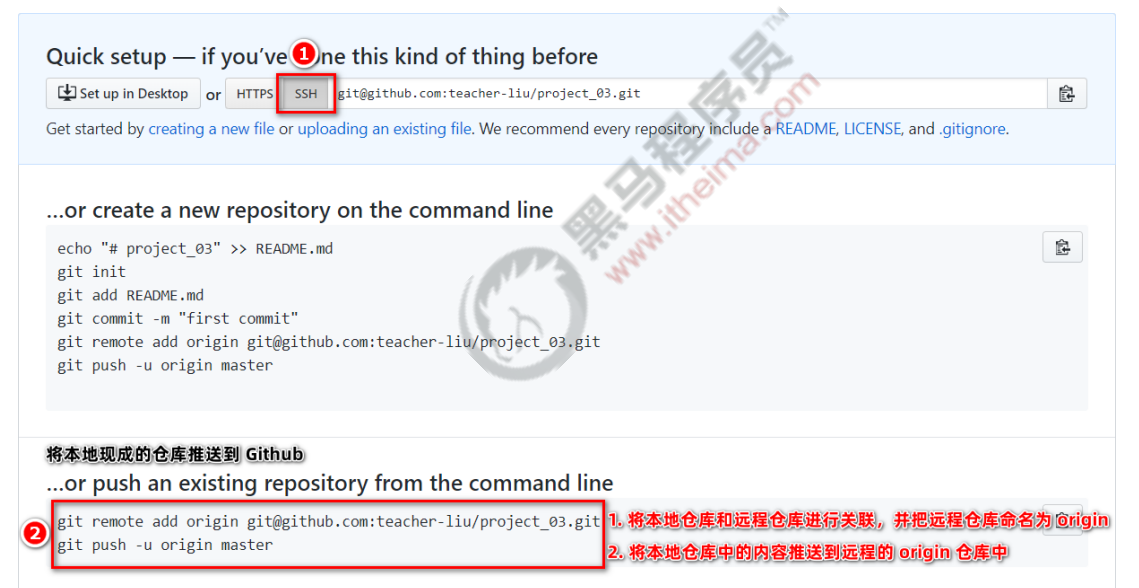 Quick setup — if you've
1
ne this kind of thing before
Set up in Desktop or HTTPS SSH git@github.com:teacher-liu/project_03.git
Get started by creating a new file or uploading an existing file. We recommend every repository include a README, LICENSE, and .gitignore.
黑马程序员™
www.itheima.com
...or create a new repository on the command line
echo "# project_03" >> README.md
git init
git add README.md
git commit -m "first commit"
git remote add origin git@github.com:teacher-liu/project_03.git
git push -u origin master
将本地现成的仓库推送到 Github
...or push an existing repository from the command line
2
git remote add origin git@github.com:teacher-liu/project_03.git
1. 将本地仓库和远程仓库进行关联，并把远程仓库命名为 origin
git push -u origin master
2. 将本地仓库中的内容推送到远程的 origin 仓库中